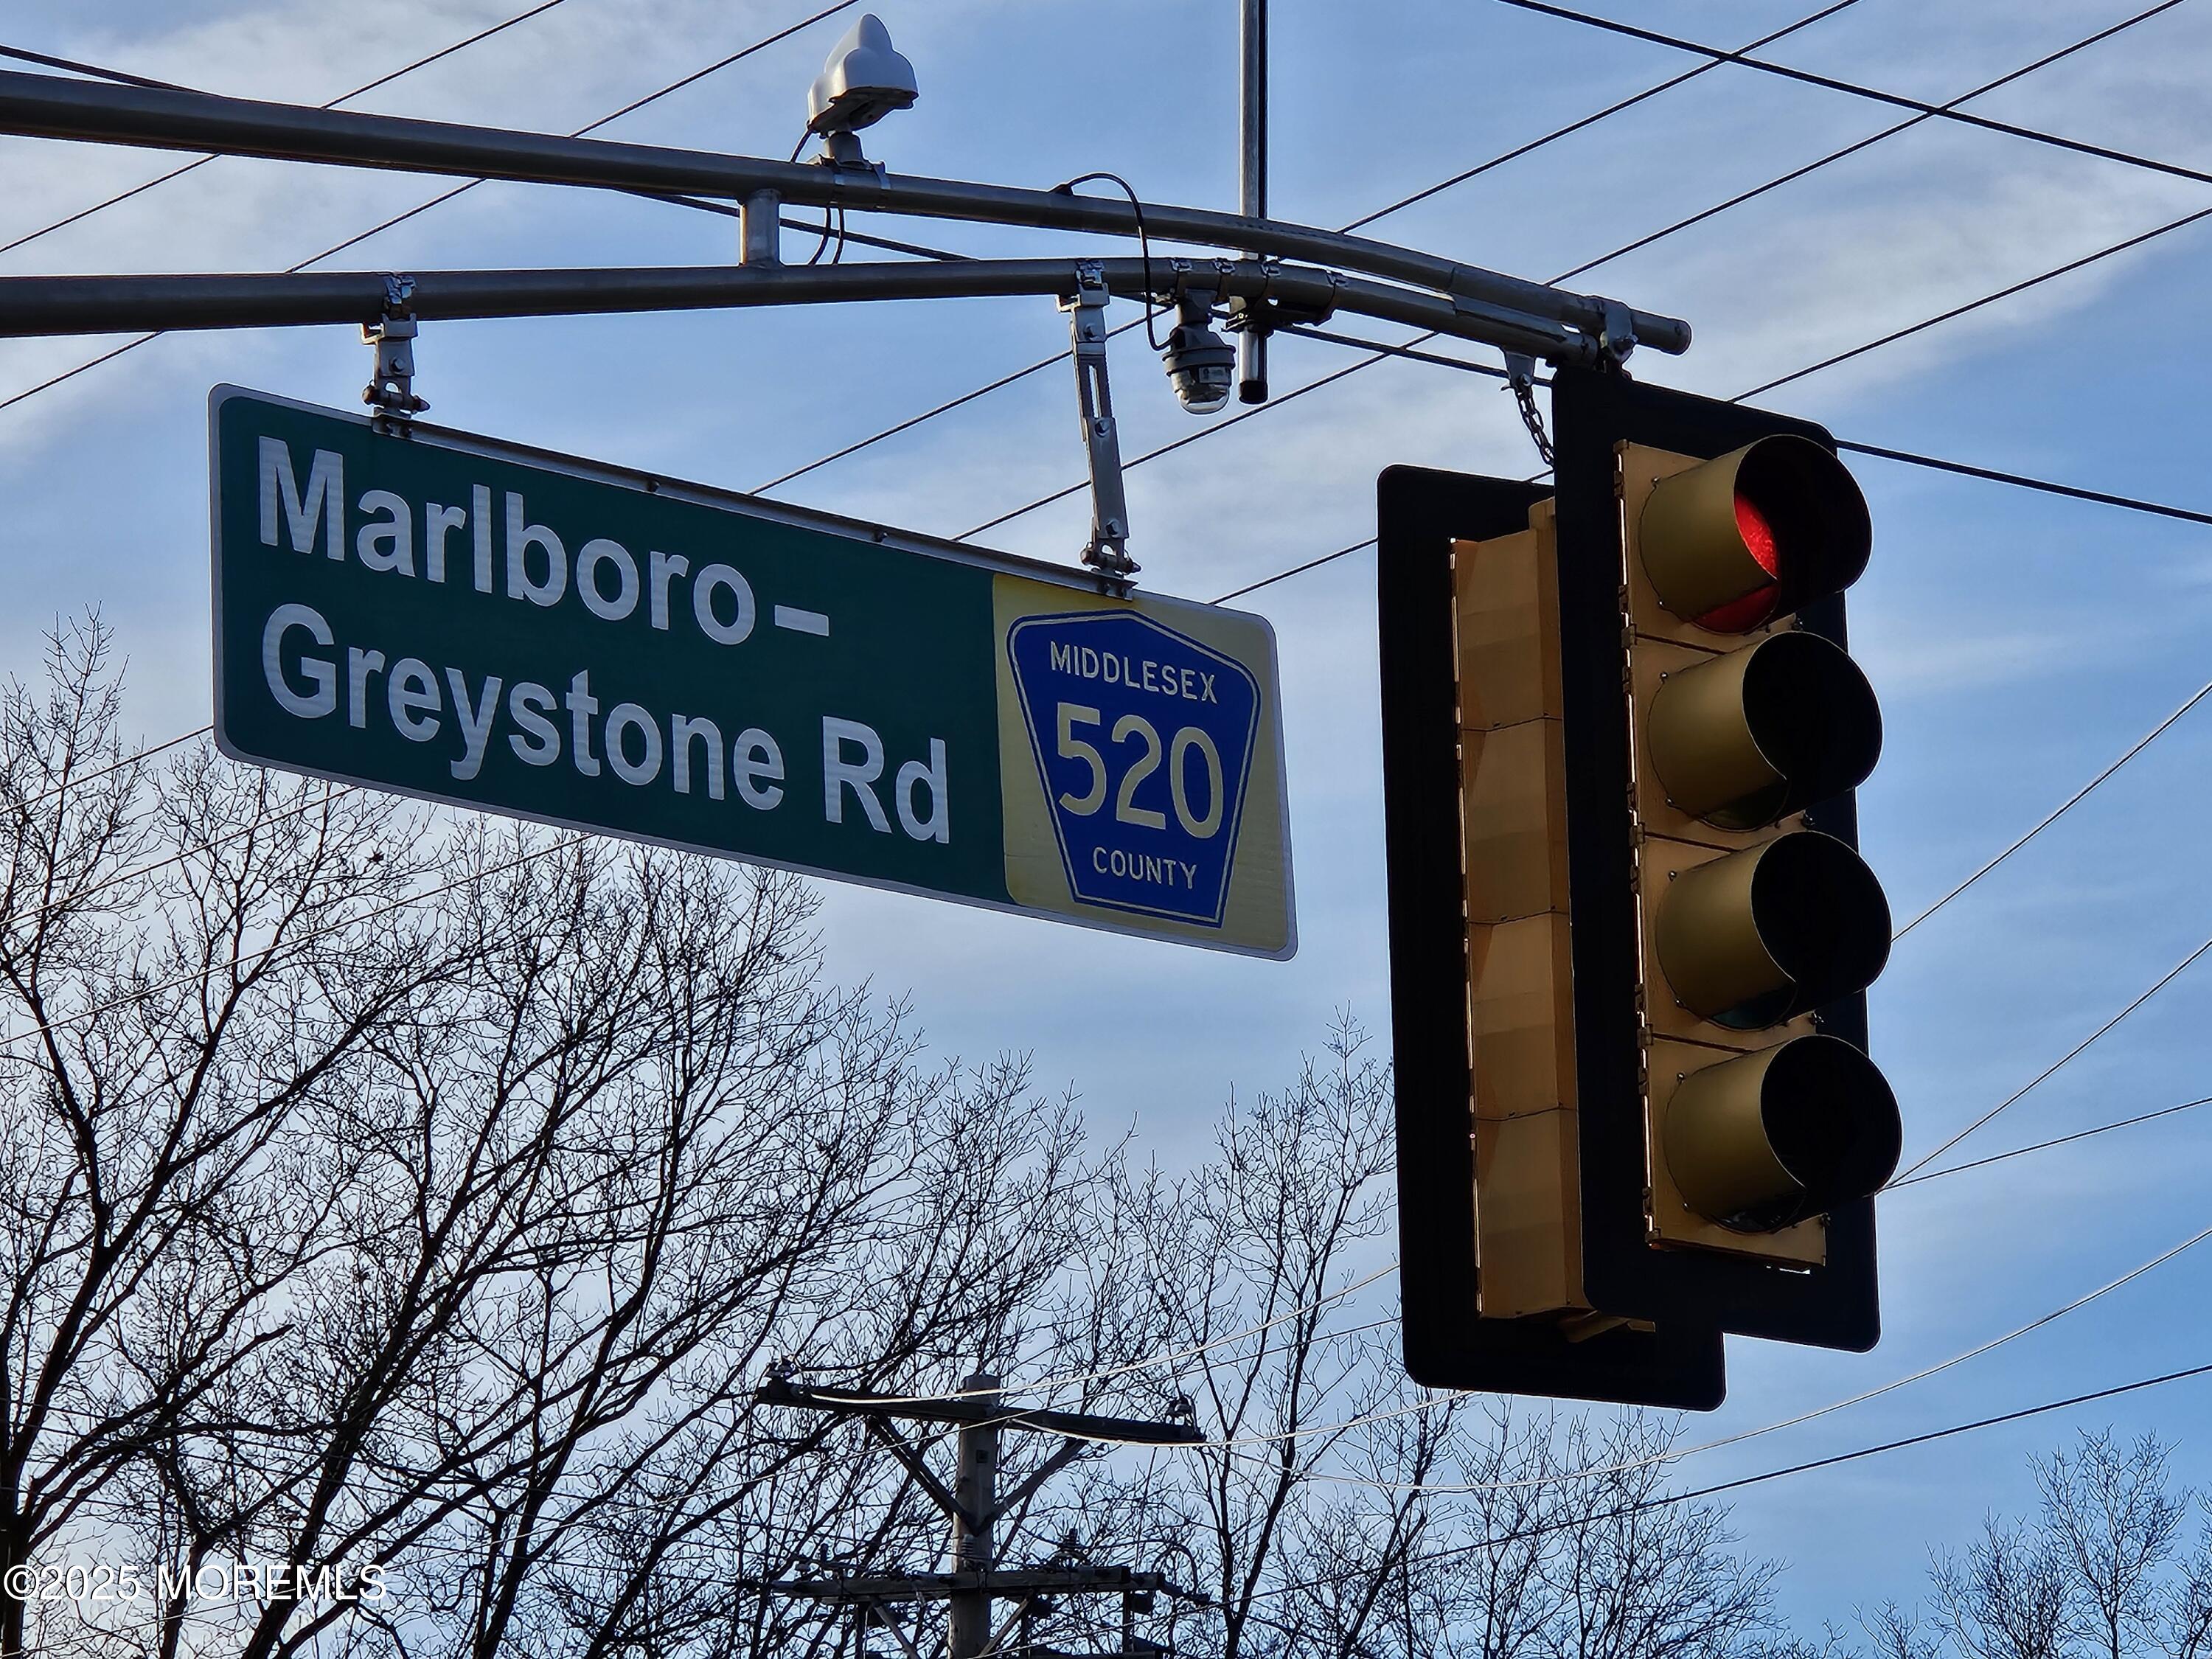 Marlboro-
Greystone Rd
MIDDLESEX
520
COUNTY
©2025 MOREMLS